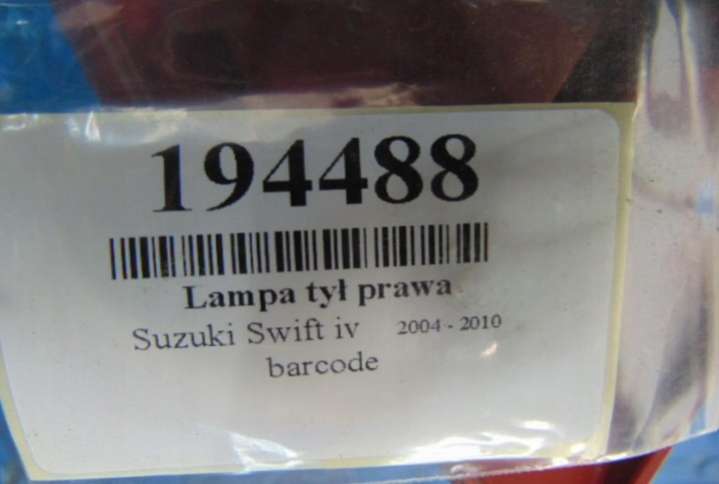 194488
Lampa tył prawa
Suzuki Swift iv 2004 - 2010
barcode